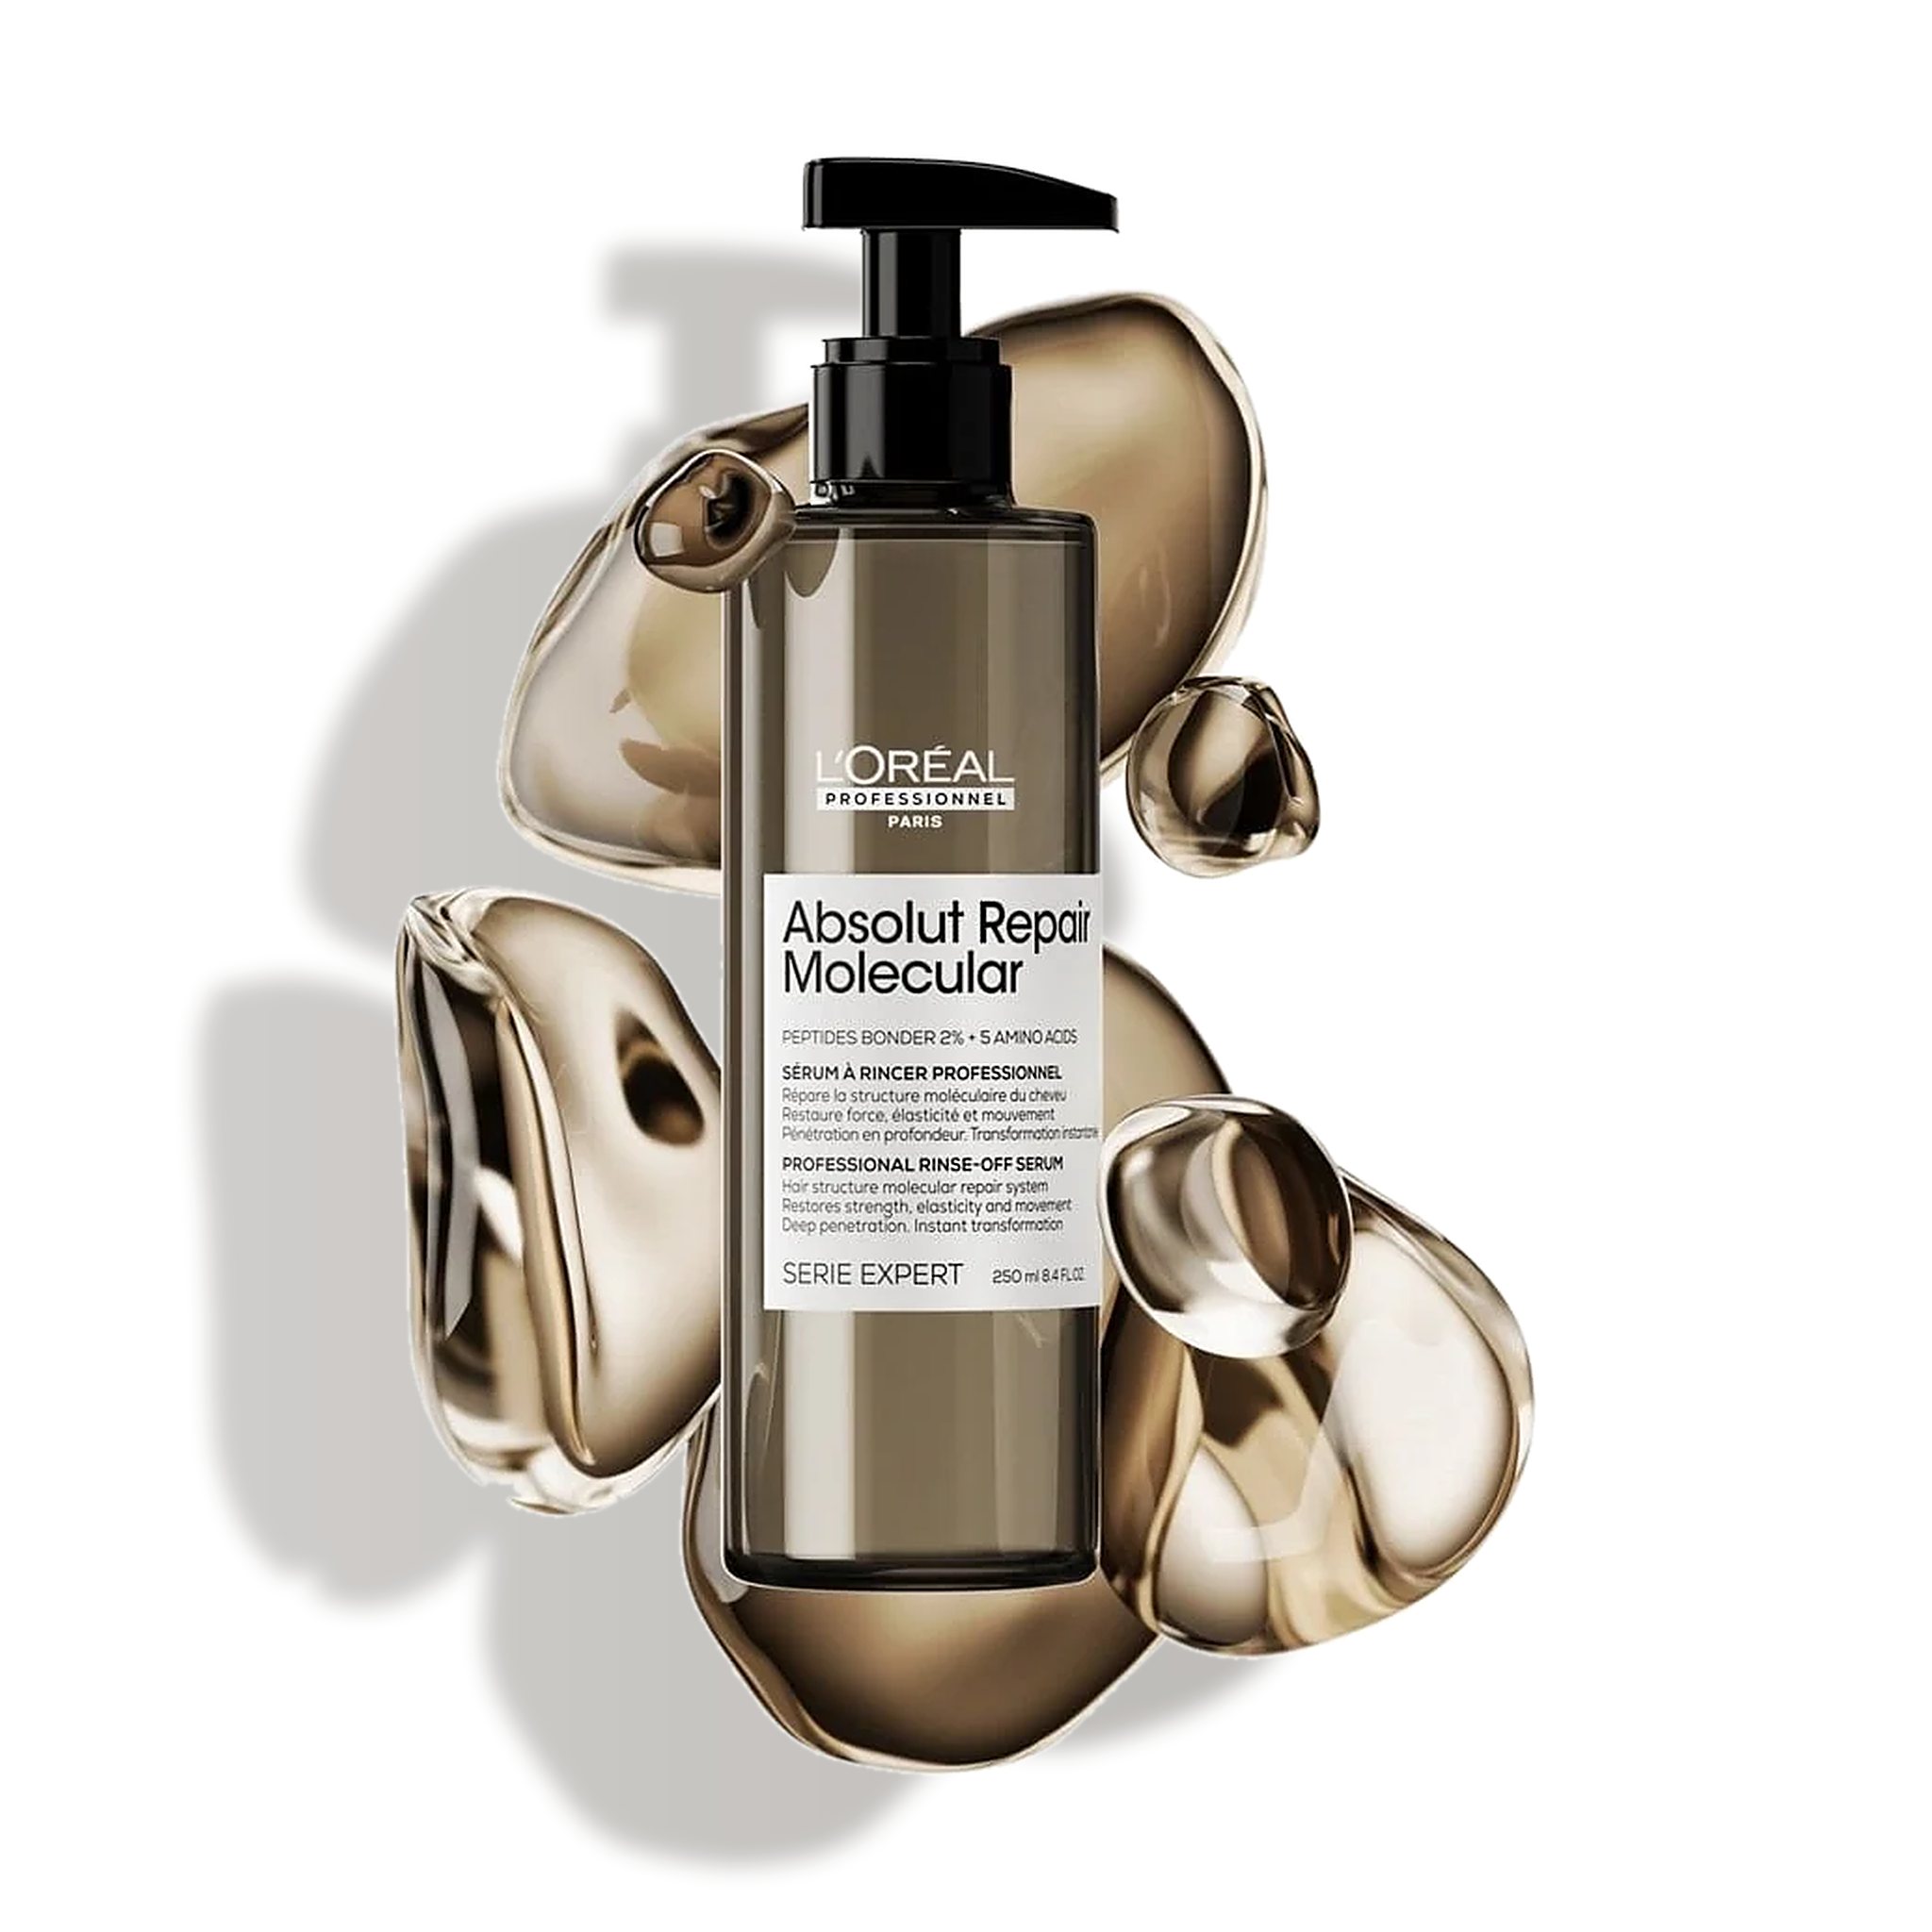 L'ORÉAL
PROFESSIONNEL
PARIS
Absolut Repair
Molecular
PEPTIDES BONDER 2% + 5 AMINO ACIDS
SÉRUM À RINCER PROFESSIONNEL
Répare la structure moléculaire du cheveu
Restaure force, élasticité et mouvement
Pénétration en profondeur. Transformation
PROFESSIONAL RINSE-OFF SERUM
Hair structure molecular repair system
Restores strength, elasticity and movement
Deep penetration. Instant transformation
SERIE EXPERT 250 ml 8.4 FL.OZ.